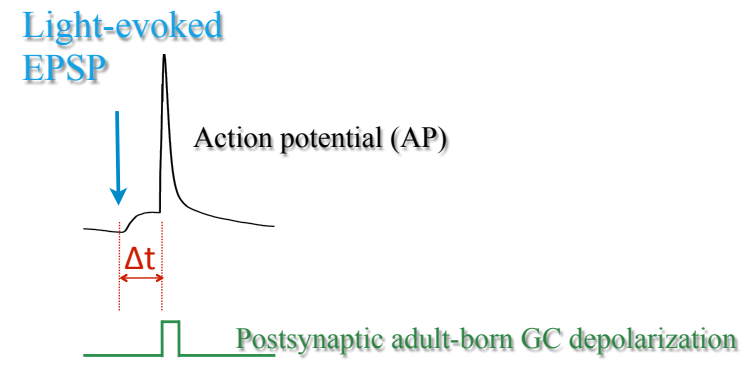 Light-evoked
EPSP
Action potential (AP)
Δt
Postsynaptic adult-born GC depolarization